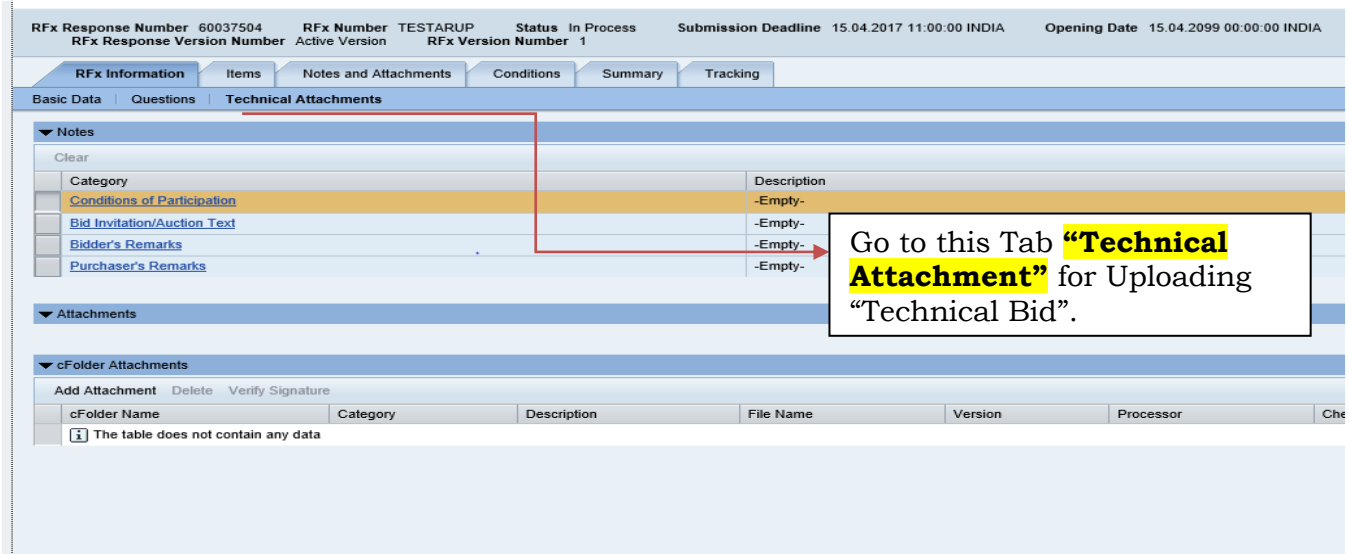 RFx Response Number 60037504 RFx Number TESTARUP Status In Process Submission Deadline 15.04.2017 11:00:00 INDIA Opening Date 15.04.2099 00:00:00 INDIA
RFx Response Version Number Active Version RFx Version Number 1
RFx Information Items Notes and Attachments Conditions Summary Tracking
Basic Data | Questions | Technical Attachments
Notes
Clear
Category Description
Conditions of Participation -Empty-
Bid Invitation/Auction Text -Empty-
Bidder's Remarks -Empty-
Purchaser's Remarks -Empty-
Go to this Tab “Technical
Attachment” for Uploading
“Technical Bid”.
Attachments
cFolder Attachments
Add Attachment Delete Verify Signature
cFolder Name Category Description File Name Version Processor Che
The table does not contain any data